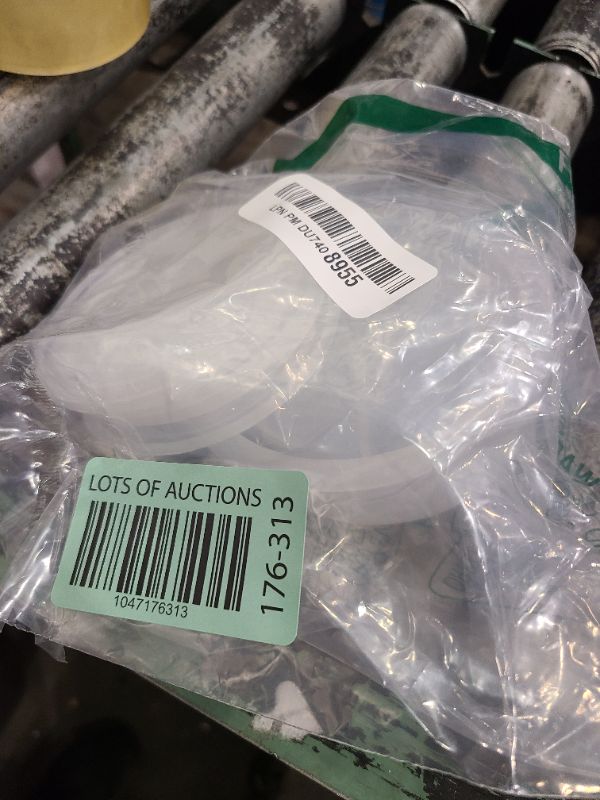 LPN PM DU740 8955
LOTS OF AUCTIONS
176-313
1047176313